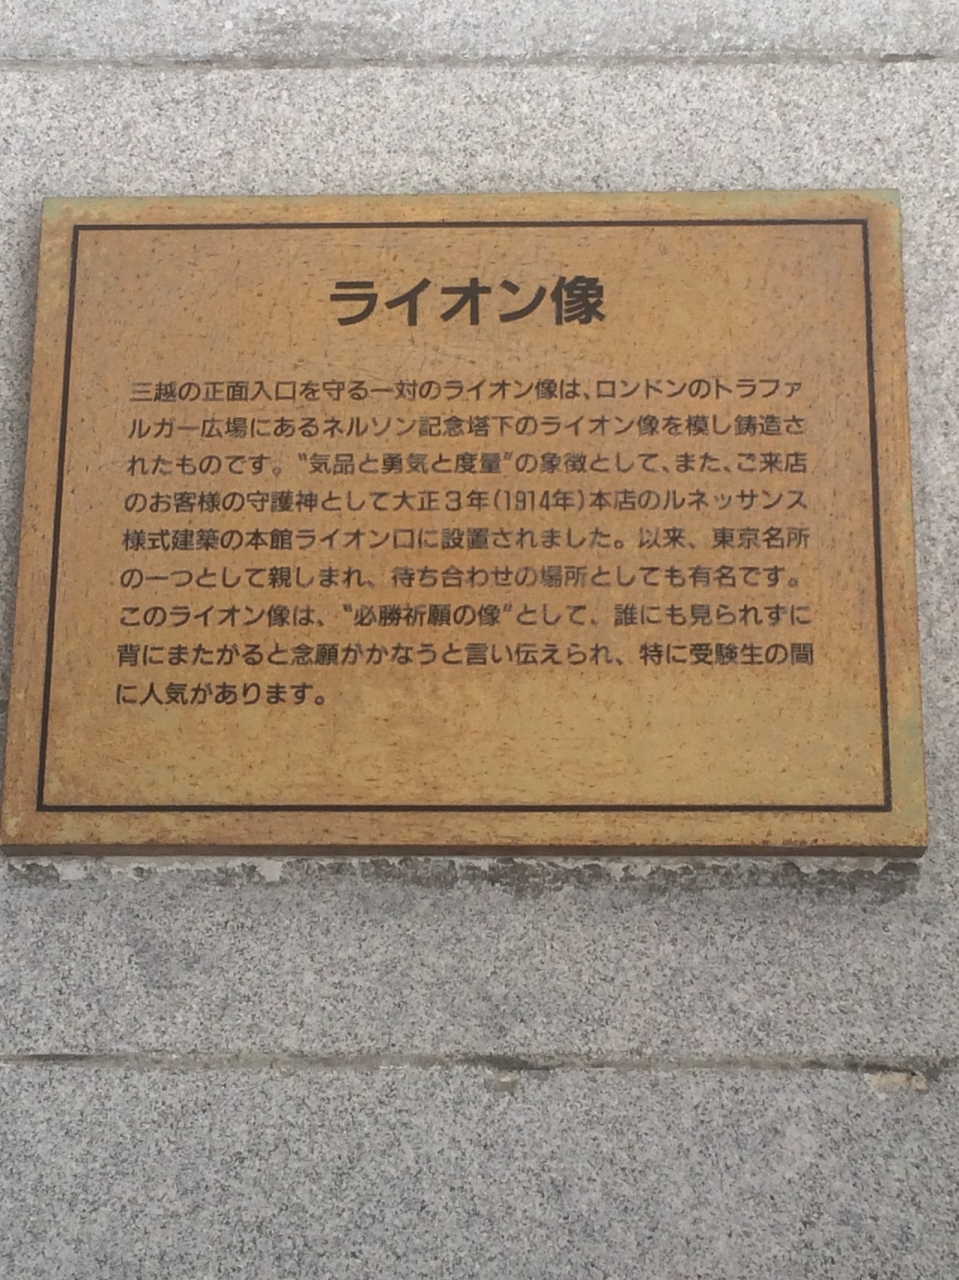 ライオン像
三越の正面入口を守る一対のライオン像は、ロンドンのトラファ
ルガー広場にあるネルソン記念塔下のライオン像を模し鋳造さ
れたものです。〝気品と勇気と度量〟の象徴として、また、ご来店
のお客様の守護神として大正3年(1914年)本店のルネッサンス
様式建築の本館ライオン口に設置されました。以来、東京名所
の一つとして親しまれ、待ち合わせの場所としても有名です。
このライオン像は、〝必勝祈願の像〟として、誰にも見られずに
背にまたがると念願がかなうと言い伝えられ、特に受験生の間
に人気があります。